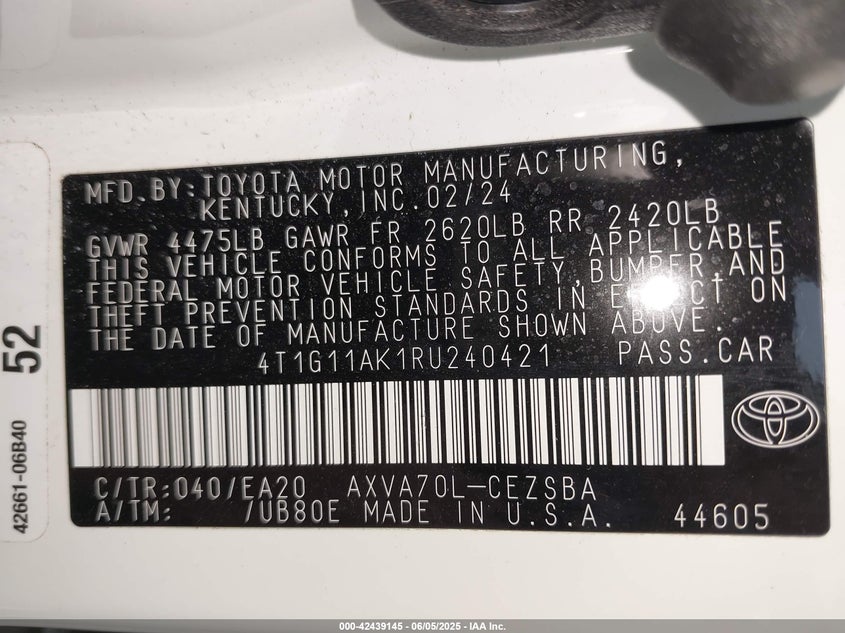 MFD.BY: TOYOTA MOTOR MANUFACTURING,
KENTUCKY, INC. 02/24
GVWR 4475LB GAWR FR 2620LB RR 2420LB
THIS VEHICLE CONFORMS TO ALL APPLICABLE
FEDERAL MOTOR VEHICLE SAFETY, BUMPER, AND
THEFT PREVENTION STANDARDS IN EFFECT ON
THE DATE OF MANUFACTURE SHOWN ABOVE.
4T1G11AK1RU240421 PASS.CAR
C/TR:040/EA20 AXVA70L-CEZSBA
A/TM: /UB80E MADE IN U.S.A. 44605
52
42661-06B40
000-42439145 - 06/05/2025 - IAA Inc.